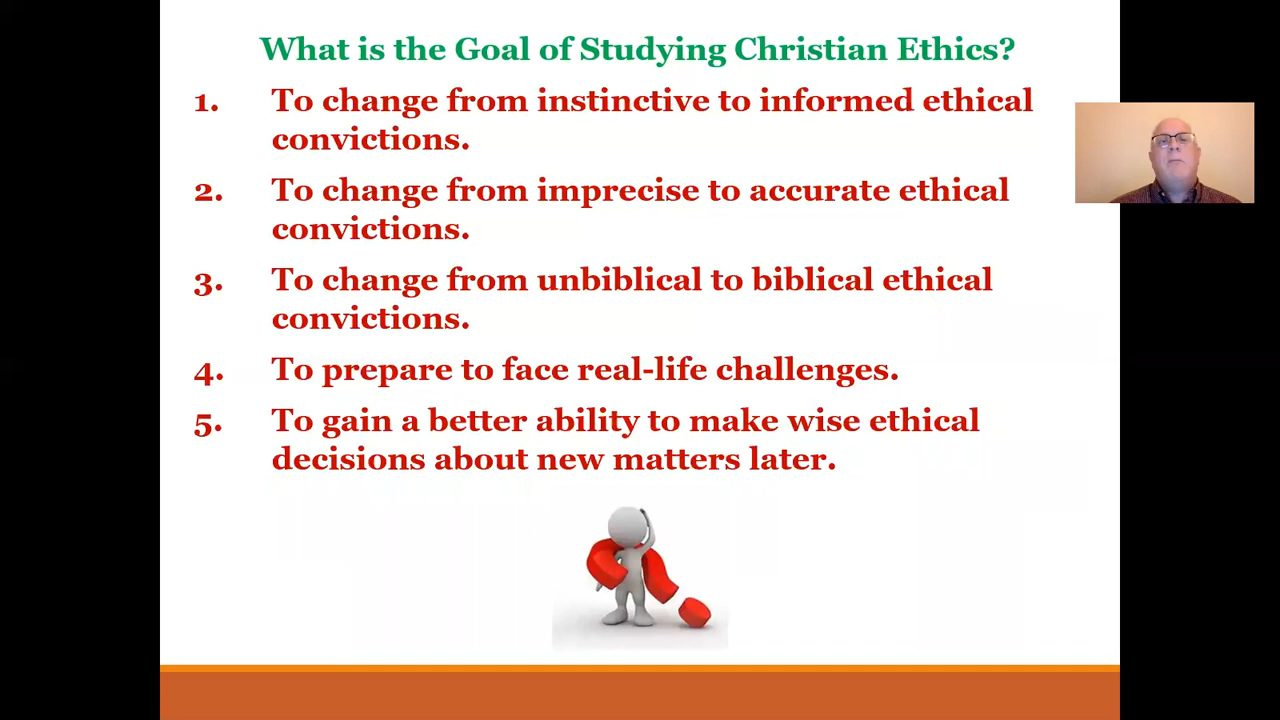 What is the Goal of Studying Christian Ethics?
1. To change from instinctive to informed ethical
convictions.
2. To change from imprecise to accurate ethical
convictions.
3. To change from unbiblical to biblical ethical
convictions.
4. To prepare to face real-life challenges.
5. To gain a better ability to make wise ethical
decisions about new matters later.